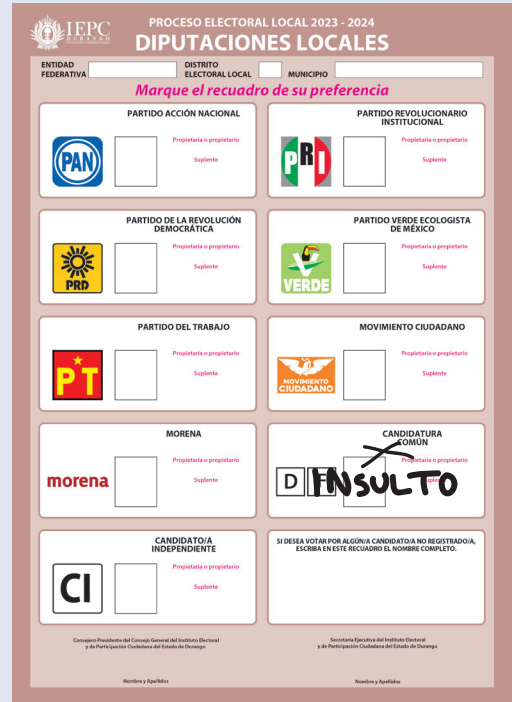 IEPC
DURANGO
PROCESO ELECTORAL LOCAL 2023 - 2024
DIPUTACIONES LOCALES
ENTIDAD
FEDERATIVA
DISTRITO
ELECTORAL LOCAL
MUNICIPIO
Marque el recuadro de su preferencia
PARTIDO ACCIÓN NACIONAL
PAN
Propietaria o propietario
Suplente
PARTIDO REVOLUCIONARIO
INSTITUCIONAL
PRI
Propietaria o propietario
Suplente
PARTIDO DE LA REVOLUCIÓN
DEMOCRÁTICA
PRD
Propietaria o propietario
Suplente
PARTIDO VERDE ECOLOGISTA
DE MÉXICO
VERDE
Propietaria o propietario
Suplente
PARTIDO DEL TRABAJO
PT
Propietaria o propietario
Suplente
MOVIMIENTO CIUDADANO
MOVIMIENTO
CIUDADANO
Propietaria o propietario
Suplente
MORENA
morena
Propietaria o propietario
Suplente
CANDIDATURA
COMÚN
Propietaria o propietario
D
INSULTO
CANDIDATO/A
INDEPENDIENTE
CI
Propietaria o propietario
Suplente
SI DESEA VOTAR POR ALGÚN/A CANDIDATO/A NO REGISTRADO/A,
ESCRIBA EN ESTE RECUADRO EL NOMBRE COMPLETO.
Consejero Presidente del Consejo General del Instituto Electoral
y de Participación Ciudadana del Estado de Durango
Nombre y Apellidos
Secretaria Ejecutiva del Instituto Electoral
y de Participación Ciudadana del Estado de Durango
Nombre y Apellidos